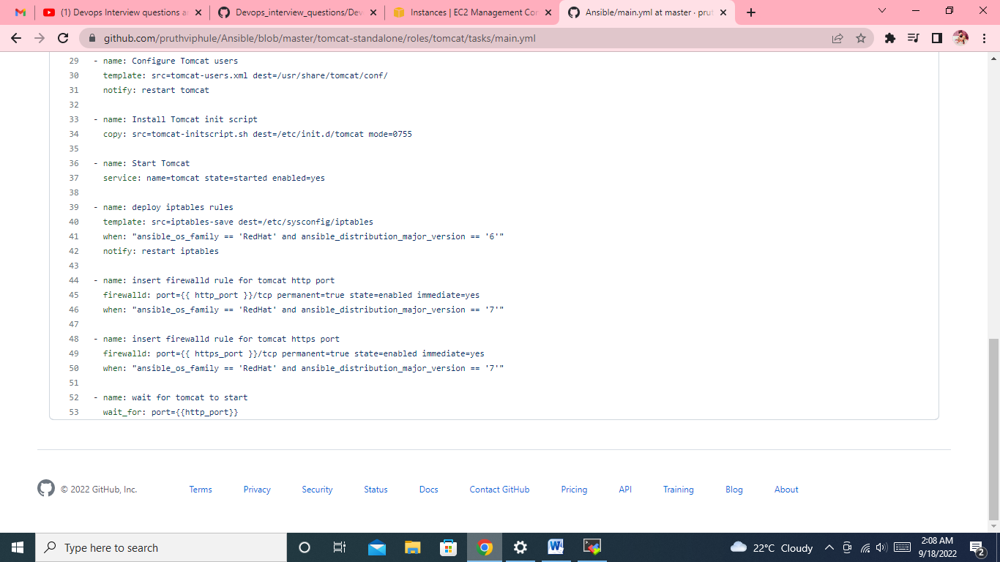 (1) Devops Interview questions a
Devops_interview_questions/Dev
Instances | EC2 Management Con
Ansible/main.yml at master · prut
github.com/pruthviphule/Ansible/blob/master/tomcat-standalone/roles/tomcat/tasks/main.yml
29 - name: Configure Tomcat users
30 template: src=tomcat-users.xml dest=/usr/share/tomcat/conf/
31 notify: restart tomcat
32
33 - name: Install Tomcat init script
34 copy: src=tomcat-initscript.sh dest=/etc/init.d/tomcat mode=0755
35
36 - name: Start Tomcat
37 service: name=tomcat state=started enabled=yes
38
39 - name: deploy iptables rules
40 template: src=iptables-save dest=/etc/sysconfig/iptables
41 when: "ansible_os_family == 'RedHat' and ansible_distribution_major_version == '6'"
42 notify: restart iptables
43
44 - name: insert firewalld rule for tomcat http port
45 firewalld: port={{ http_port }}/tcp permanent=true state=enabled immediate=yes
46 when: "ansible_os_family == 'RedHat' and ansible_distribution_major_version == '7'"
47
48 - name: insert firewalld rule for tomcat https port
49 firewalld: port={{ https_port }}/tcp permanent=true state=enabled immediate=yes
50 when: "ansible_os_family == 'RedHat' and ansible_distribution_major_version == '7'"
51
52 - name: wait for tomcat to start
53 wait_for: port={{http_port}}
© 2022 GitHub, Inc. Terms Privacy Security Status Docs Contact GitHub Pricing API Training Blog About
Type here to search
22°C Cloudy
2:08 AM
9/18/2022
2